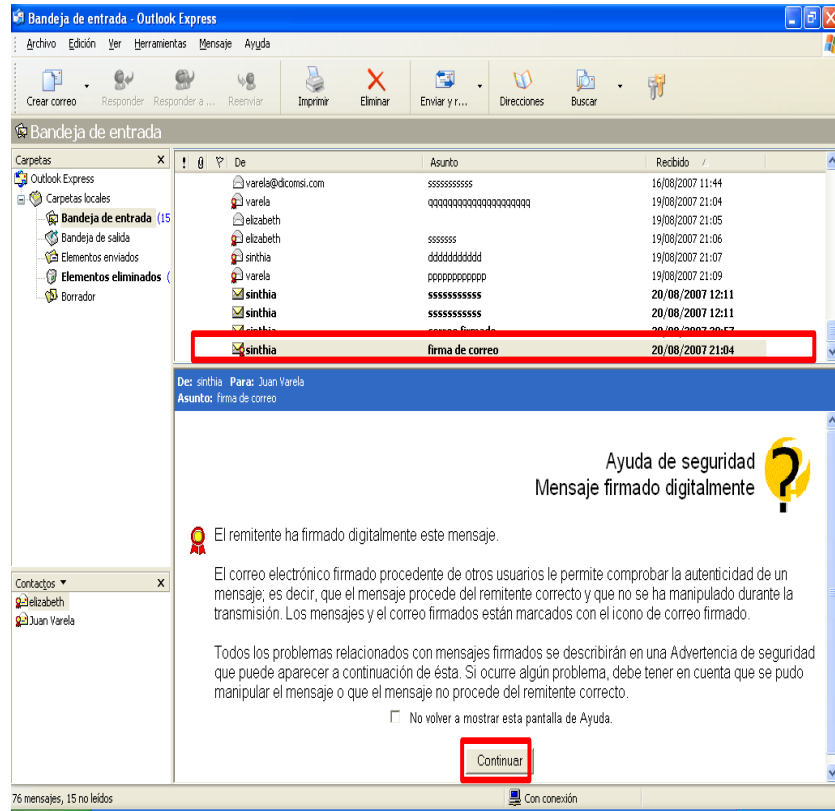 Bandeja de entrada - Outlook Express
Archivo Edición Ver Herramientas Mensaje Ayuda
Crear correo Responder Responder a ... Reenviar Imprimir Eliminar Enviar y r... Direcciones Buscar
Bandeja de entrada
Carpetas x
Outlook Express
Carpetas locales
Bandeja de entrada (15
Bandeja de salida
Elementos enviados
Elementos eliminados (
Borrador
! De Asunto Recibido
varela@dicomsi.com sssssssssss 16/08/2007 11:44
varela qqqqqqqqqqqqqqqqqqqq 19/08/2007 21:04
elizabeth 19/08/2007 21:05
elizabeth sssssss 19/08/2007 21:06
sinthia ddddddddddd 19/08/2007 21:07
varela pppppppppppp 19/08/2007 21:09
sinthia sssssssssss 20/08/2007 12:11
sinthia sssssssssss 20/08/2007 12:11
sinthia correo firmado 20/08/2007 20:57
sinthia firma de correo 20/08/2007 21:04
De: sinthia Para: Juan Varela
Asunto: firma de correo
Ayuda de seguridad
Mensaje firmado digitalmente
El remitente ha firmado digitalmente este mensaje.
El correo electrónico firmado procedente de otros usuarios le permite comprobar la autenticidad de un
mensaje; es decir, que el mensaje procede del remitente correcto y que no se ha manipulado durante la
transmisión. Los mensajes y el correo firmados están marcados con el icono de correo firmado.
Todos los problemas relacionados con mensajes firmados se describirán en una Advertencia de seguridad
que puede aparecer a continuación de ésta. Si ocurre algún problema, debe tener en cuenta que se pudo
manipular el mensaje o que el mensaje no procede del remitente correcto.
No volver a mostrar esta pantalla de Ayuda.
Continuar
Contactos x
elizabeth
Juan Varela
76 mensajes, 15 no leídos
Con conexión